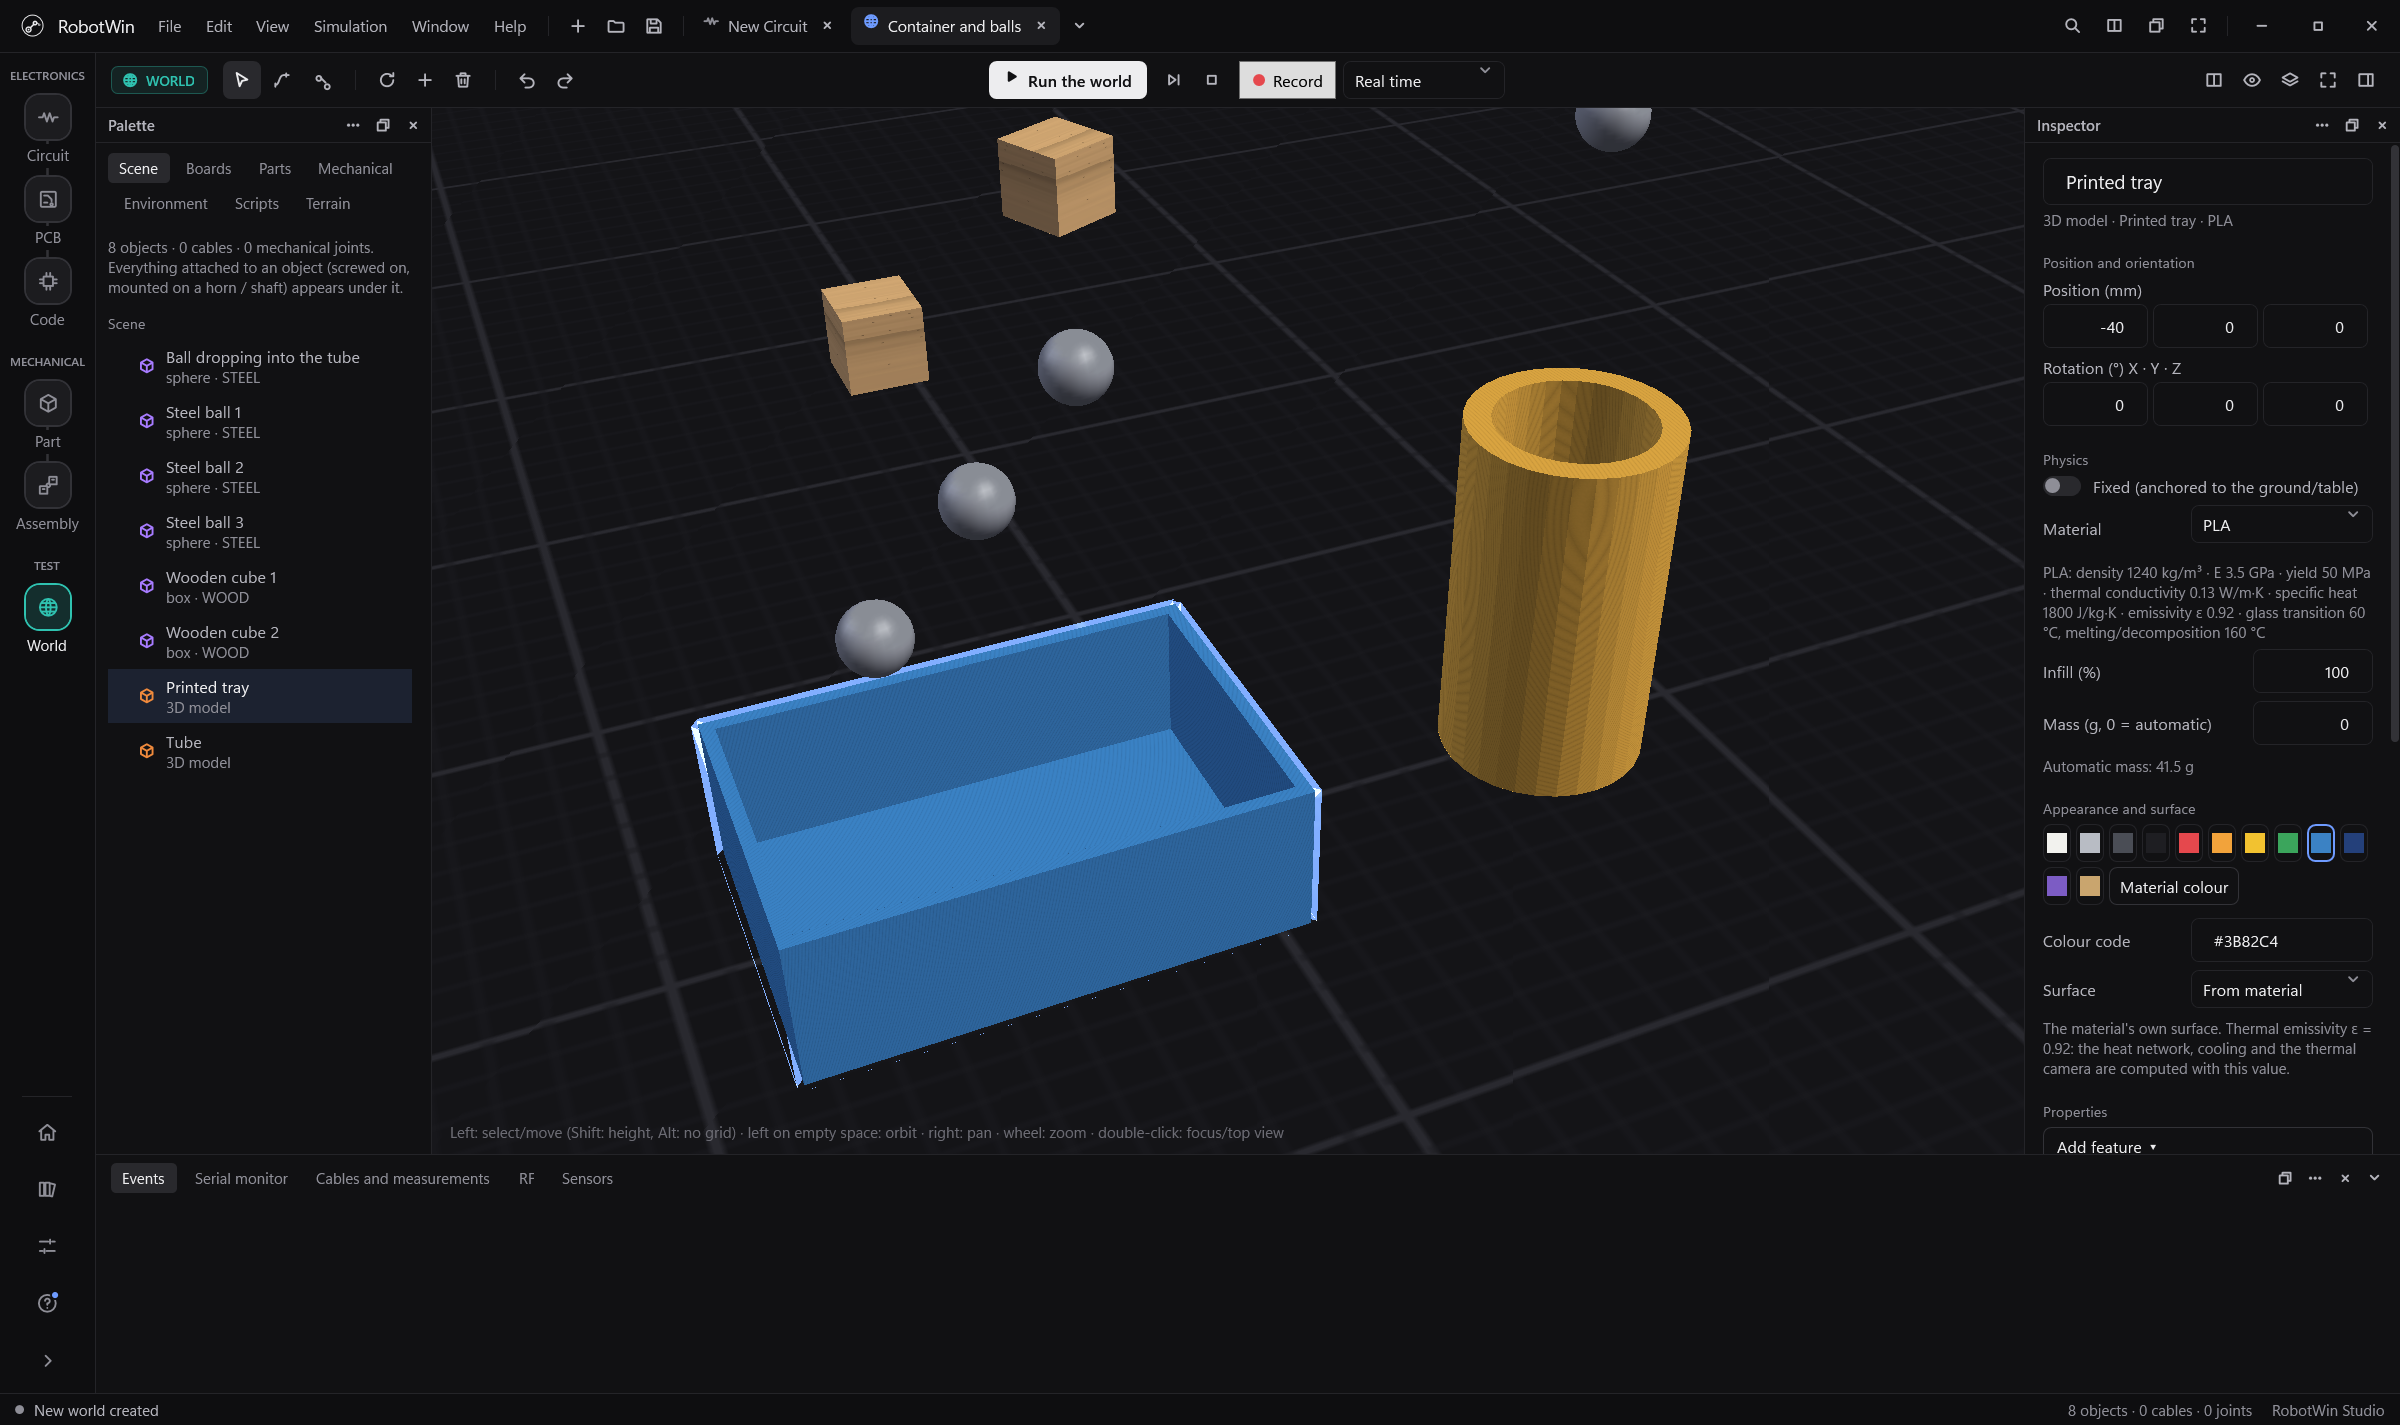 RobotWin File Edit View Simulation Window Help New Circuit Container and balls
WORLD Run the world Record Real time
ELECTRONICS
Circuit
PCB
Code
MECHANICAL
Part
Assembly
TEST
World
Palette
Scene Boards Parts Mechanical
Environment Scripts Terrain
8 objects · 0 cables · 0 mechanical joints.
Everything attached to an object (screwed on,
mounted on a horn / shaft) appears under it.
Scene
Ball dropping into the tube
sphere · STEEL
Steel ball 1
sphere · STEEL
Steel ball 2
sphere · STEEL
Steel ball 3
sphere · STEEL
Wooden cube 1
box · WOOD
Wooden cube 2
box · WOOD
Printed tray
3D model
Tube
3D model
Left: select/move (Shift: height, Alt: no grid) · left on empty space: orbit · right: pan · wheel: zoom · double-click: focus/top view
Inspector
Printed tray
3D model · Printed tray · PLA
Position and orientation
Position (mm)
-40 0 0
Rotation (°) X · Y · Z
0 0 0
Physics
Fixed (anchored to the ground/table)
Material PLA
PLA: density 1240 kg/m³ · E 3.5 GPa · yield 50 MPa
· thermal conductivity 0.13 W/m·K · specific heat
1800 J/kg·K · emissivity ε 0.92 · glass transition 60
°C, melting/decomposition 160 °C
Infill (%) 100
Mass (g, 0 = automatic) 0
Automatic mass: 41.5 g
Appearance and surface
Material colour
Colour code #3B82C4
Surface From material
The material's own surface. Thermal emissivity ε =
0.92: the heat network, cooling and the thermal
camera are computed with this value.
Properties
Add feature
Events Serial monitor Cables and measurements RF Sensors
New world created
8 objects · 0 cables · 0 joints RobotWin Studio